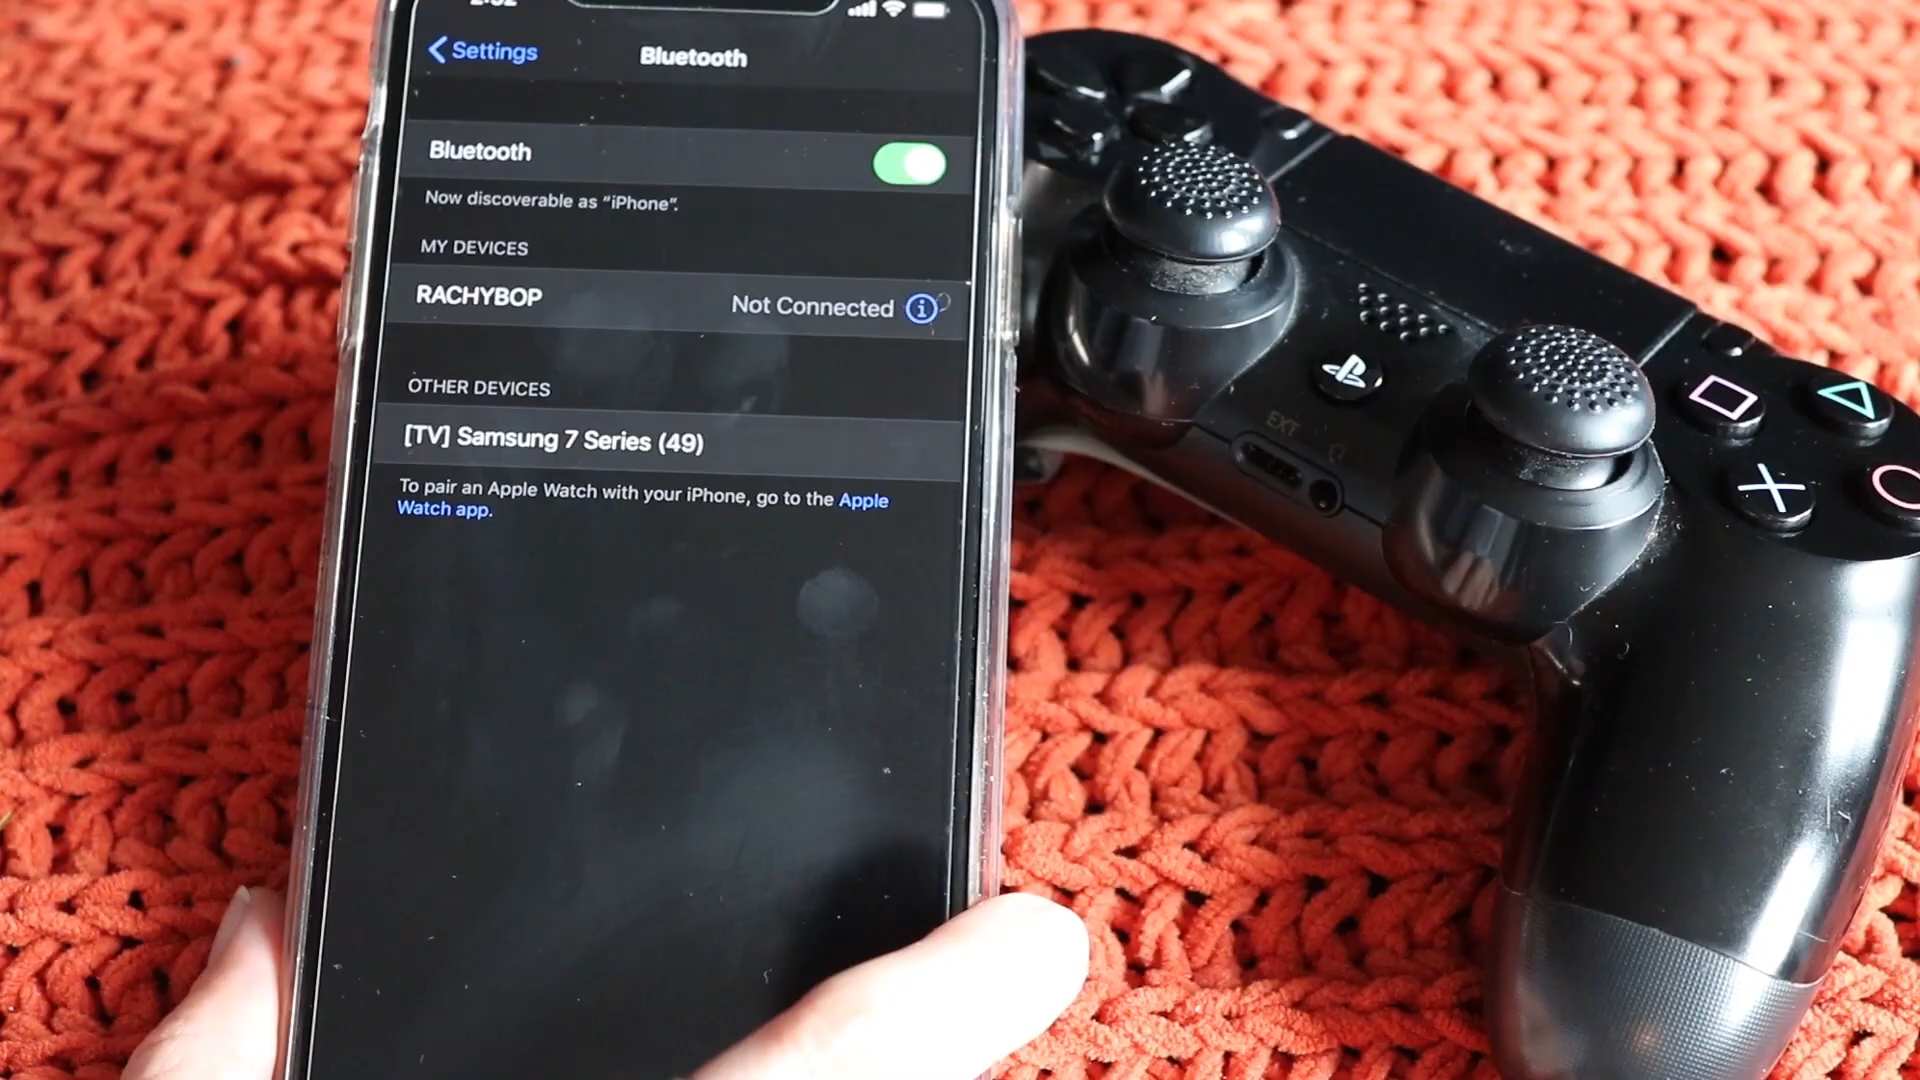 Settings
Bluetooth
Bluetooth
Now discoverable as “iPhone”.
MY DEVICES
RACHYBOP Not Connected
OTHER DEVICES
[TV] Samsung 7 Series (49)
To pair an Apple Watch with your iPhone, go to the Apple
Watch app.
EXT